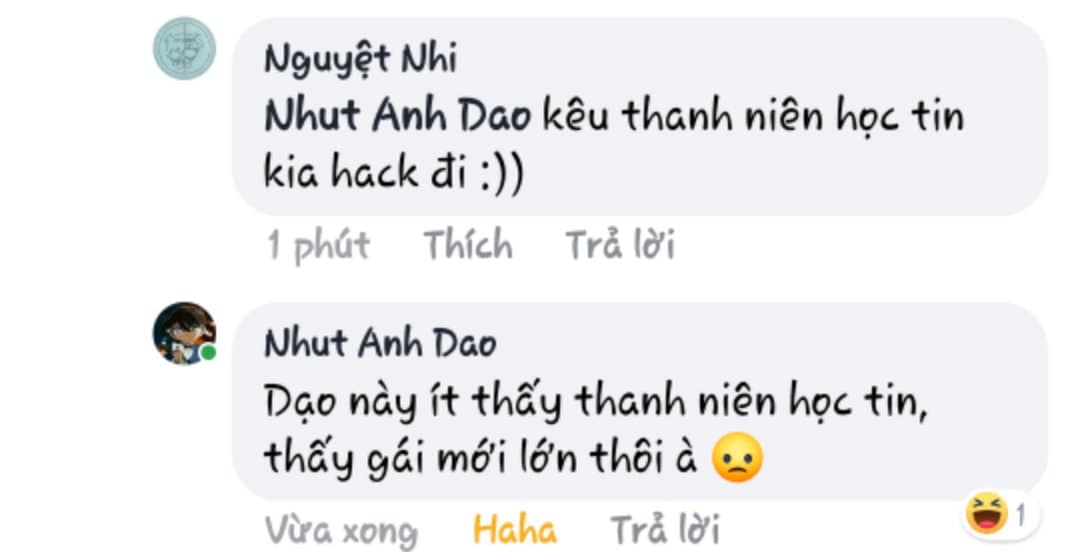 Nguyệt Nhi
Nhut Anh Dao kêu thanh niên học tin
kia hack đi :))
1 phút Thích Trả lời
Nhut Anh Dao
Dạo này ít thấy thanh niên học tin,
thấy gái mới lớn thôi à 🙁
Vừa xong Haha Trả lời 1